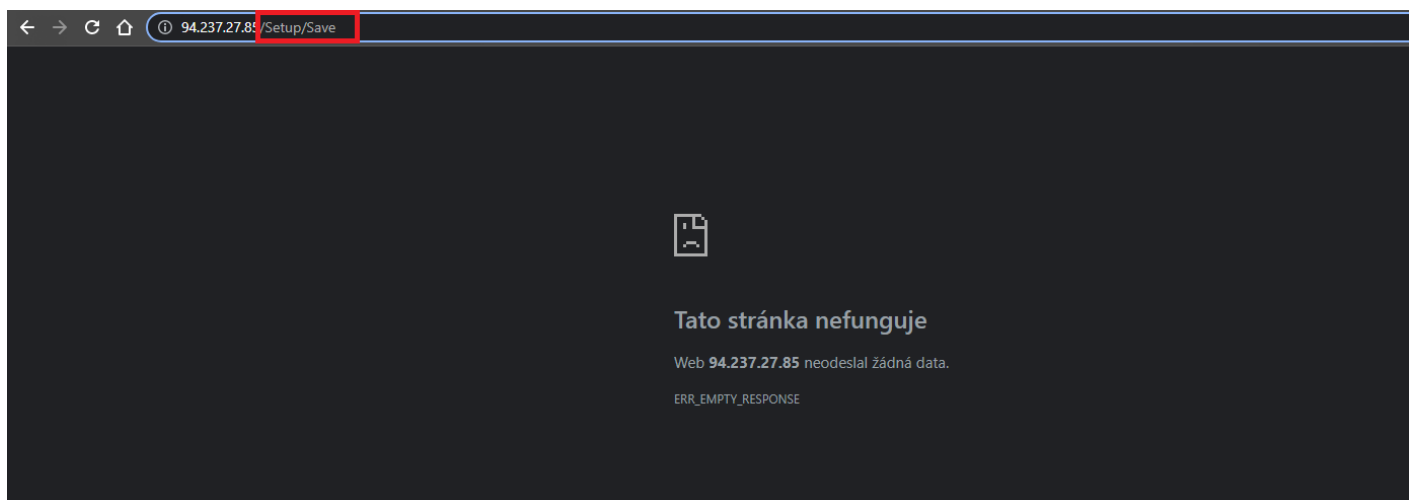 94.237.27.85/Setup/Save
Tato stránka nefunguje
Web 94.237.27.85 neodeslal žádná data.
ERR_EMPTY_RESPONSE